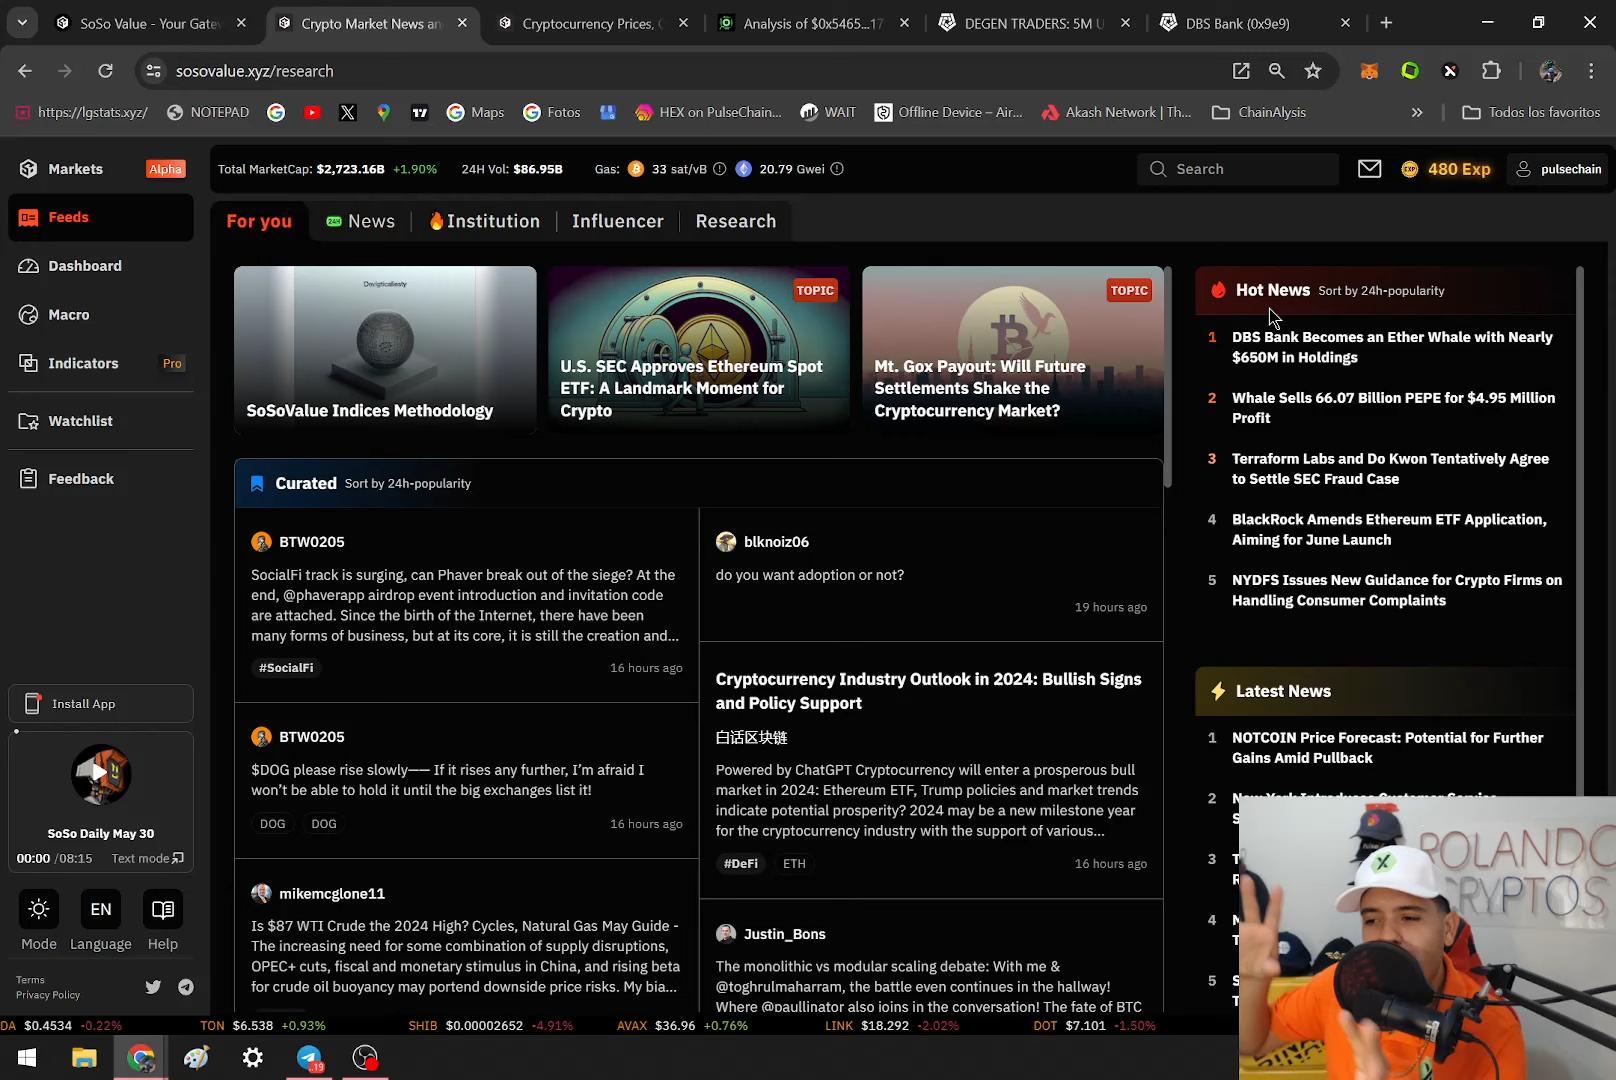 SoSo Value - Your Gatew
Crypto Market News an
Cryptocurrency Prices, C
Analysis of $0x5465...17
DEGEN TRADERS: 5M U
DBS Bank (0x9e9)
sosovalue.xyz/research
https://lgstats.xyz/
NOTEPAD
Maps
Fotos
HEX on PulseChain...
WAIT
Offline Device – Air...
Akash Network | Th...
ChainAlysis
Todos los favoritos
Markets
Alpha
Total MarketCap: $2,723.16B +1.90%
24H Vol: $86.95B
Gas: 33 sat/vB
20.79 Gwei
Search
480 Exp
pulsechain
Feeds
Dashboard
Macro
Indicators
Pro
Watchlist
Feedback
For you
News
Institution
Influencer
Research
SoSoValue Indices Methodology
TOPIC
U.S. SEC Approves Ethereum Spot
ETF: A Landmark Moment for
Crypto
TOPIC
Mt. Gox Payout: Will Future
Settlements Shake the
Cryptocurrency Market?
Curated Sort by 24h-popularity
BTW0205
SocialFi track is surging, can Phaver break out of the siege? At the
end, @phaverapp airdrop event introduction and invitation code
are attached. Since the birth of the Internet, there have been
many forms of business, but at its core, it is still the creation and...
#SocialFi
16 hours ago
BTW0205
$DOG please rise slowly—— If it rises any further, I'm afraid I
won't be able to hold it until the big exchanges list it!
DOG DOG
16 hours ago
mikemcglone11
Is $87 WTI Crude the 2024 High? Cycles, Natural Gas May Guide -
The increasing need for some combination of supply disruptions,
OPEC+ cuts, fiscal and monetary stimulus in China, and rising beta
for crude oil buoyancy may portend downside price risks. My bia...
blknoiz06
do you want adoption or not?
19 hours ago
Cryptocurrency Industry Outlook in 2024: Bullish Signs
and Policy Support
白话区块链
Powered by ChatGPT Cryptocurrency will enter a prosperous bull
market in 2024: Ethereum ETF, Trump policies and market trends
indicate potential prosperity? 2024 may be a new milestone year
for the cryptocurrency industry with the support of various...
#DeFi ETH
16 hours ago
Justin_Bons
The monolithic vs modular scaling debate: With me &
@toghrulmaharram, the battle even continues in the hallway!
Where @paullinator also joins in the conversation! The fate of BTC
Hot News Sort by 24h-popularity
1 DBS Bank Becomes an Ether Whale with Nearly
$650M in Holdings
2 Whale Sells 66.07 Billion PEPE for $4.95 Million
Profit
3 Terraform Labs and Do Kwon Tentatively Agree
to Settle SEC Fraud Case
4 BlackRock Amends Ethereum ETF Application,
Aiming for June Launch
5 NYDFS Issues New Guidance for Crypto Firms on
Handling Consumer Complaints
Latest News
1 NOTCOIN Price Forecast: Potential for Further
Gains Amid Pullback
2
3
4
5
Install App
SoSo Daily May 30
00:00 /08:15
Text mode
EN
Mode Language Help
Terms
Privacy Policy
ROLANDO
CRYPTOS
DA $0.4534 -0.22%
TON $6.538 +0.93%
SHIB $0.00002652 -4.91%
AVAX $36.96 +0.76%
LINK $18.292 -2.02%
DOT $7.101 -1.50%
19